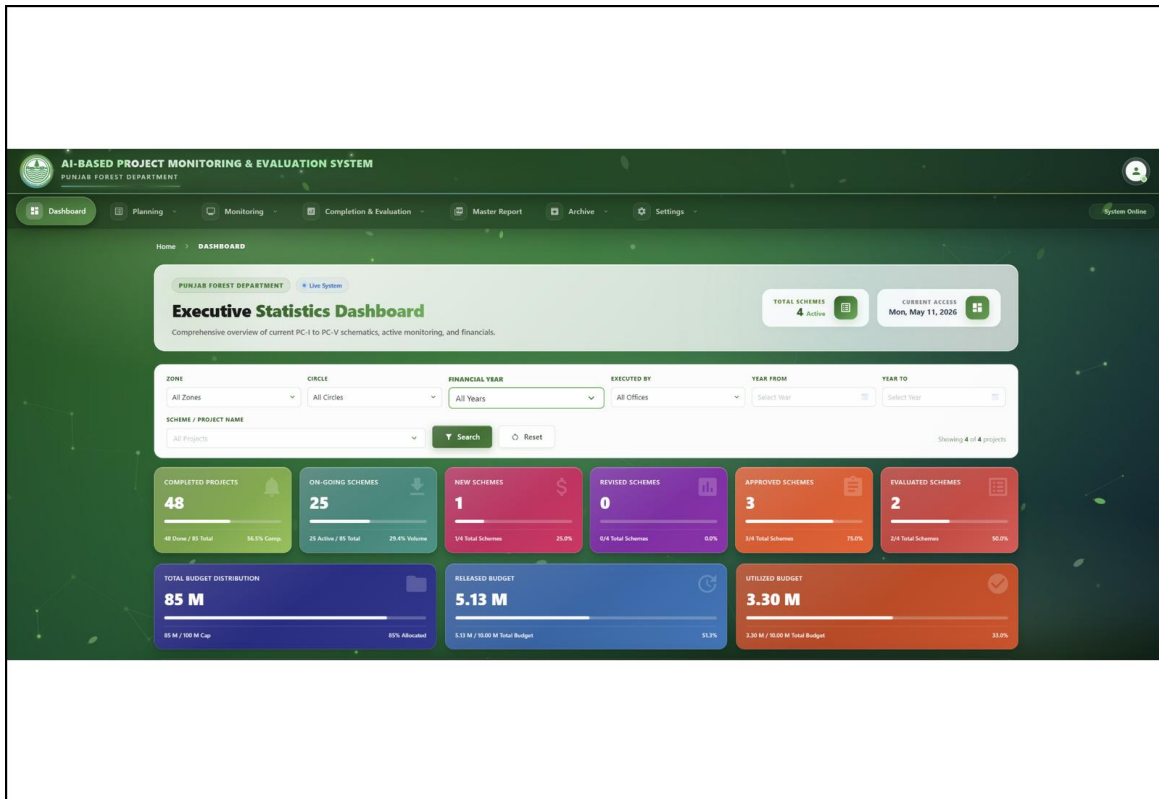 AI-BASED PROJECT MONITORING & EVALUATION SYSTEM
PUNJAB FOREST DEPARTMENT
Dashboard Planning Monitoring Completion & Evaluation Master Report Archive Settings System Online
Home > DASHBOARD
PUNJAB FOREST DEPARTMENT Live System
Executive Statistics Dashboard
Comprehensive overview of current PC-I to PC-V schematics, active monitoring, and financials.
TOTAL SCHEMES
4 Active
CURRENT ACCESS
Mon, May 11, 2026
ZONE CIRCLE FINANCIAL YEAR EXECUTED BY YEAR FROM YEAR TO
All Zones All Circles All Years All Offices Select Year Select Year
SCHEME / PROJECT NAME
All Projects Search Reset Showing 4 of 4 projects
COMPLETED PROJECTS ON-GOING SCHEMES NEW SCHEMES REVISED SCHEMES APPROVED SCHEMES EVALUATED SCHEMES
48 25 1 0 3 2
48 Done / 85 Total 56.5% Comp. 25 Active / 85 Total 29.4% Volume 1/4 Total Schemes 25.0% 0/4 Total Schemes 0.0% 3/4 Total Schemes 75.0% 2/4 Total Schemes 50.0%
TOTAL BUDGET DISTRIBUTION RELEASED BUDGET UTILIZED BUDGET
85 M 5.13 M 3.30 M
85 M / 100 M Cap 85% Allocated 5.13 M / 10.00 M Total Budget 51.3% 3.30 M / 10.00 M Total Budget 33.0%